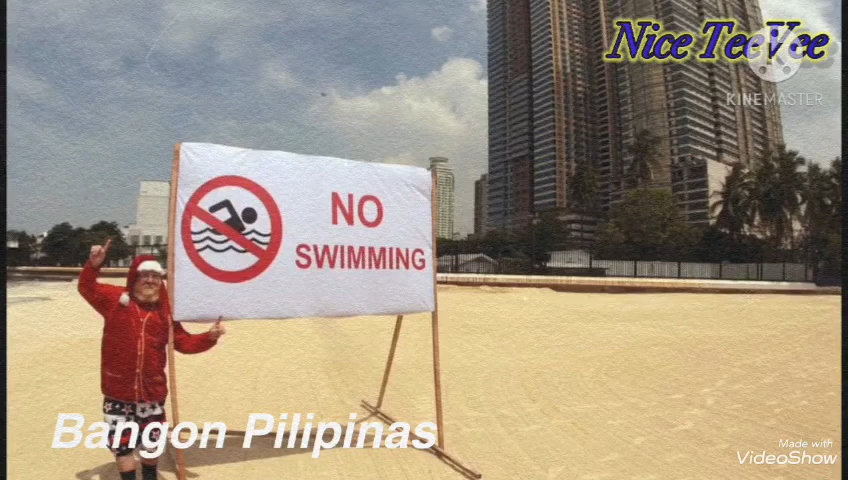 Nice TeeVee
KINEMASTER
NO
SWIMMING
Bangon Pilipinas
Made with
VideoShow